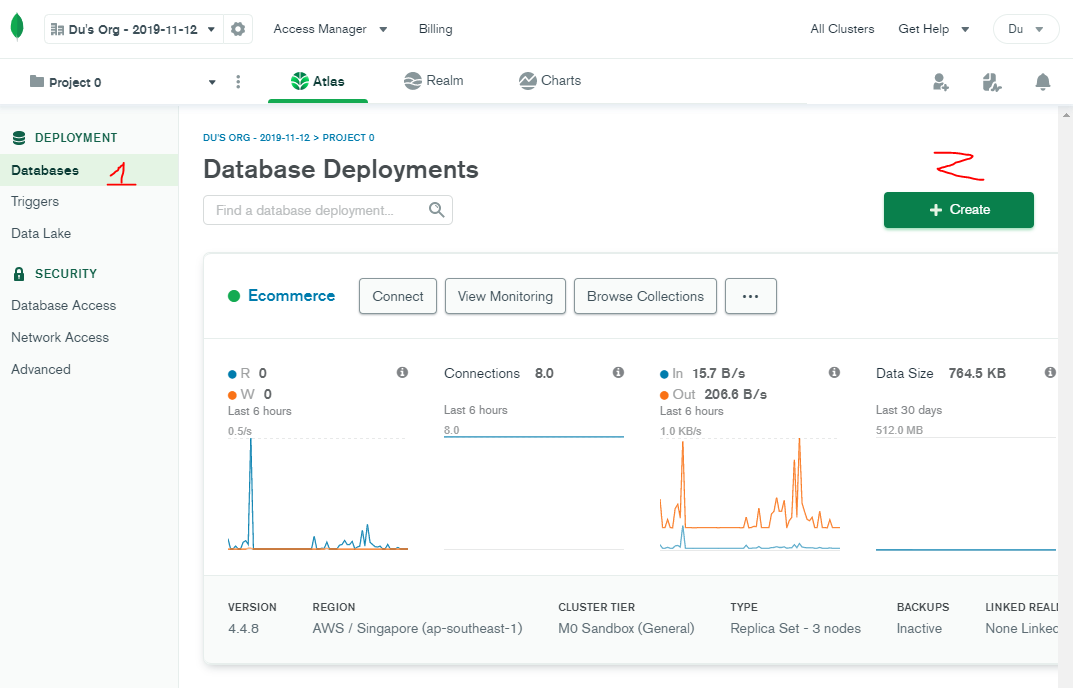 Du's Org - 2019-11-12
Access Manager
Billing
All Clusters
Get Help
Du
Project 0
Atlas
Realm
Charts
DEPLOYMENT
Databases
1
Triggers
Data Lake
SECURITY
Database Access
Network Access
Advanced
DU'S ORG - 2019-11-12 > PROJECT 0
Database Deployments
2
Find a database deployment...
+ Create
Ecommerce
Connect
View Monitoring
Browse Collections
...
R 0
W 0
Last 6 hours
0.5/s
Connections 8.0
Last 6 hours
8.0
In 15.7 B/s
Out 206.6 B/s
Last 6 hours
1.0 KB/s
Data Size 764.5 KB
Last 30 days
512.0 MB
VERSION
4.4.8
REGION
AWS / Singapore (ap-southeast-1)
CLUSTER TIER
M0 Sandbox (General)
TYPE
Replica Set - 3 nodes
BACKUPS
Inactive
LINKED REAL
None Linked